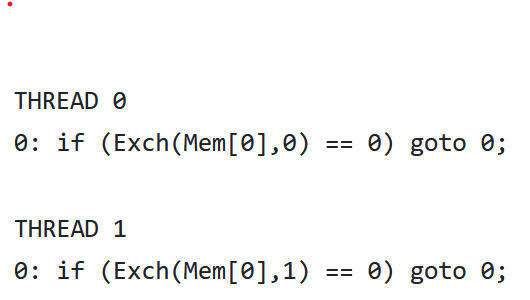 THREAD 0
0: if (Exch(Mem[0],0) == 0) goto 0;
THREAD 1
0: if (Exch(Mem[0],1) == 0) goto 0;